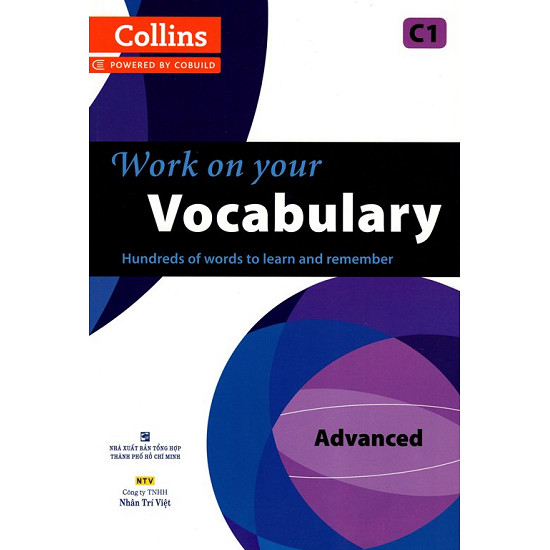 Collins
POWERED BY COBUILD
C1
Work on your
Vocabulary
Hundreds of words to learn and remember
Advanced
NHÀ XUẤT BẢN TỔNG HỢP
THÀNH PHỐ HỒ CHÍ MINH
NTV
Công ty TNHH
Nhân Trí Việt